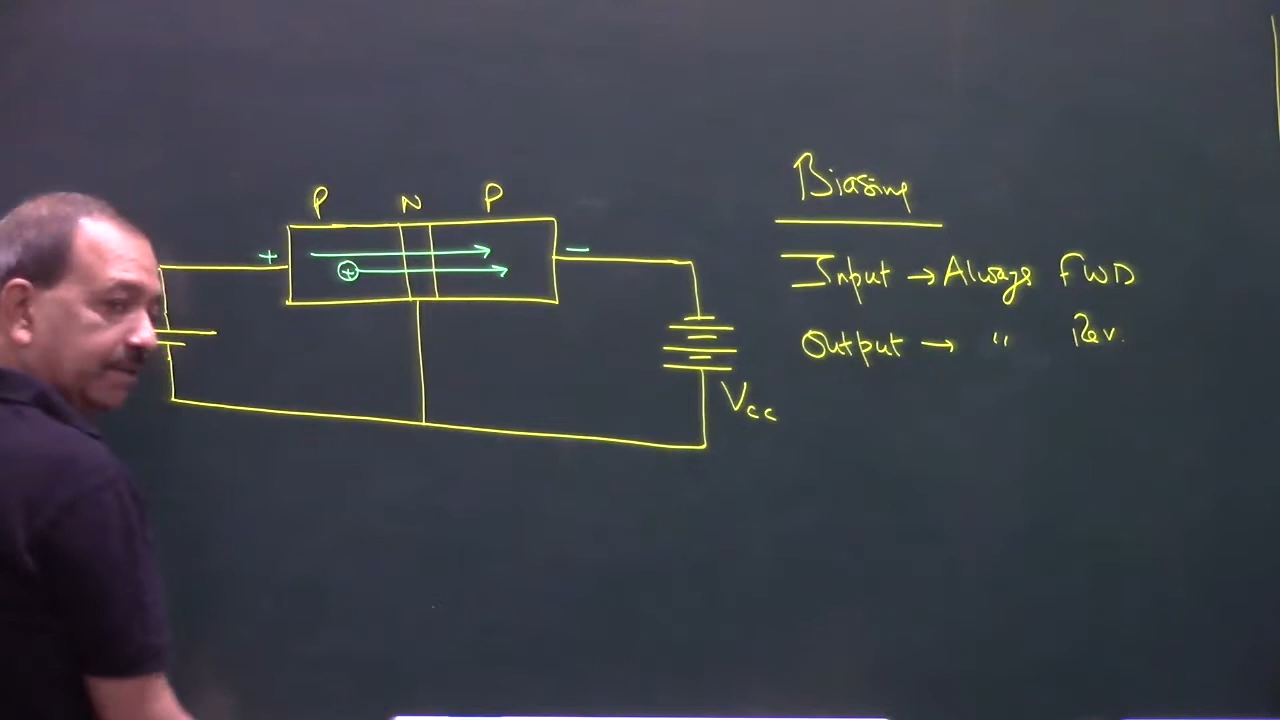 P N P
+ -
+
Vcc
Biasing
Input → Always FWD
Output → " Rev.